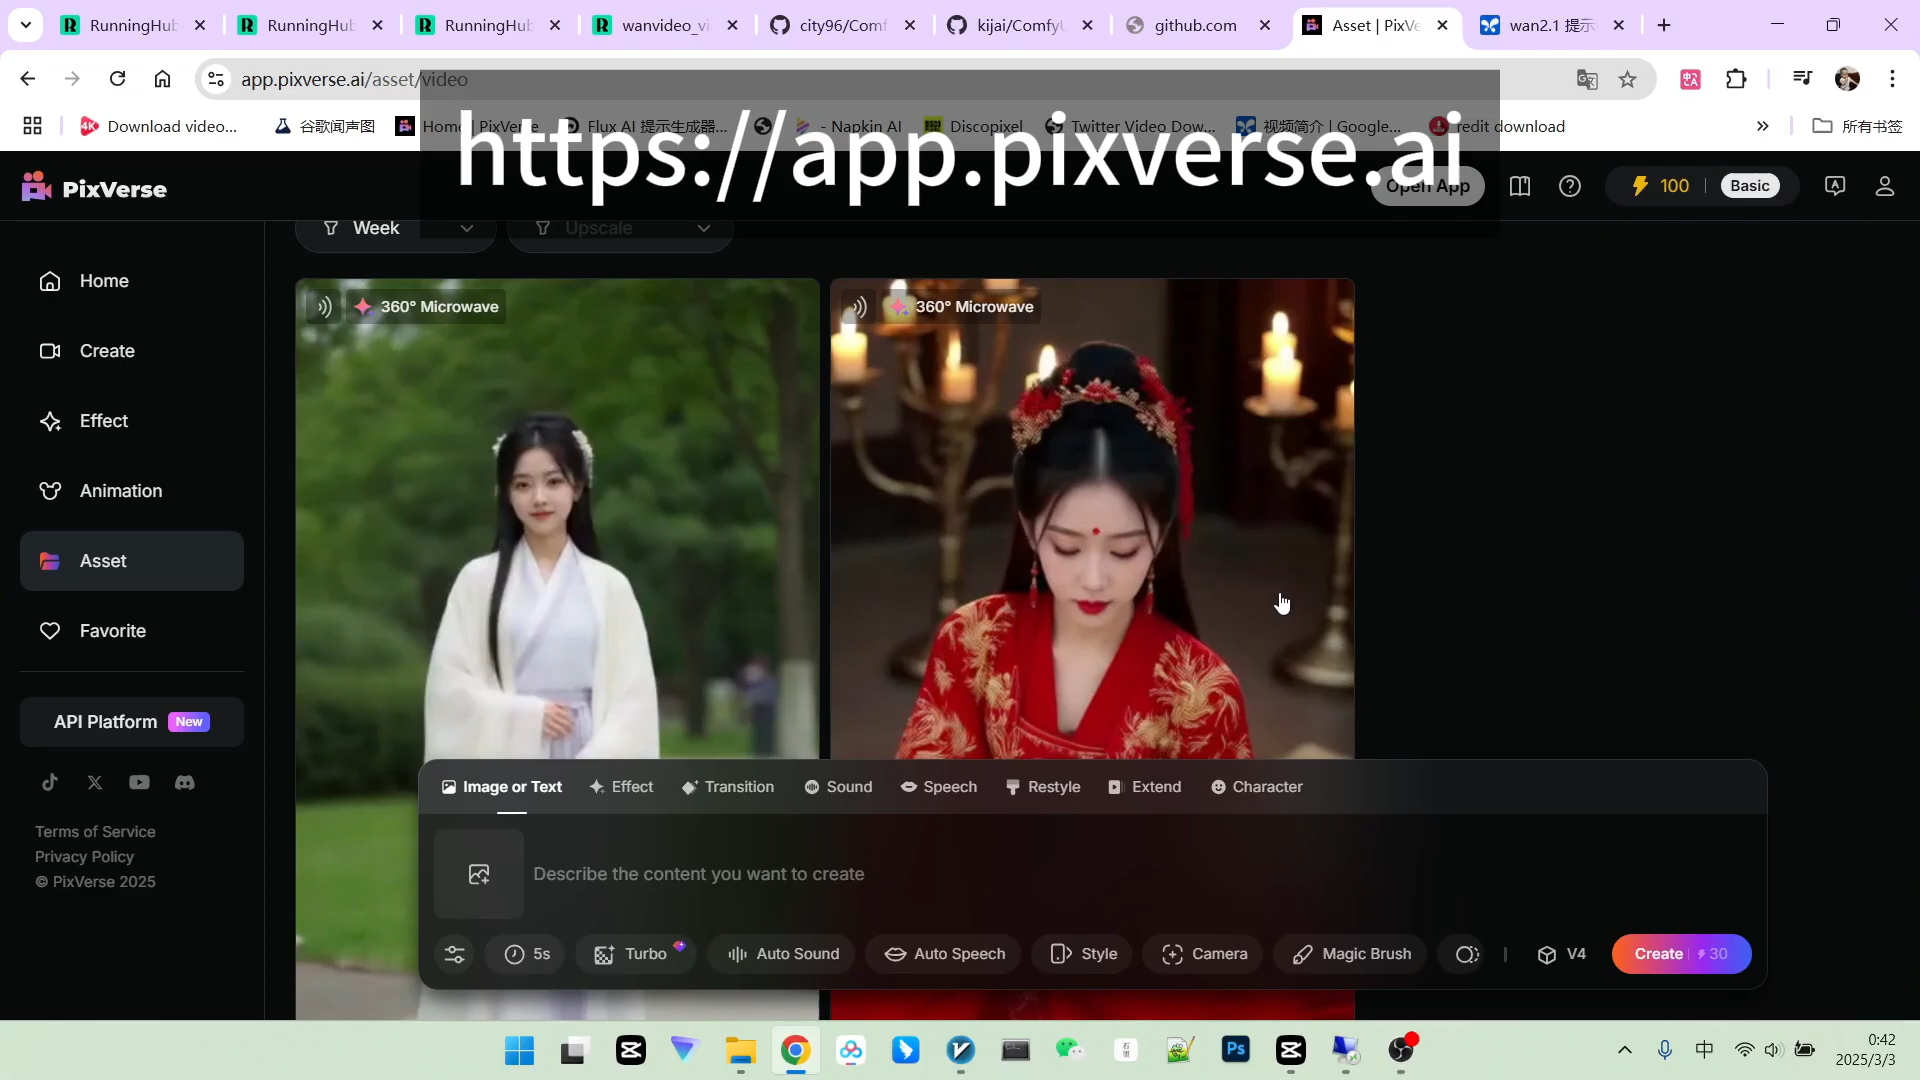 RunningHub
RunningHub
RunningHub
wanvideo_vi
city96/Comf
kijai/ComfyU
github.com
Asset | PixVe
wan2.1 提示
app.pixverse.ai/asset/video
Download video...
谷歌闻声图
Home | PixVerse
Flux AI 提示生成器...
- Napkin AI
Discopixel
Twitter Video Dow...
视频简介 | Google...
redit download
所有书签
https://app.pixverse.ai
PixVerse
Open App
100
Basic
Week
Upscale
Home
Create
Effect
Animation
Asset
Favorite
API Platform New
Terms of Service
Privacy Policy
© PixVerse 2025
360° Microwave
360° Microwave
Image or Text
Effect
Transition
Sound
Speech
Restyle
Extend
Character
Describe the content you want to create
5s
Turbo
Auto Sound
Auto Speech
Style
Camera
Magic Brush
V4
Create 30
Ps
中
0:42
2025/3/3